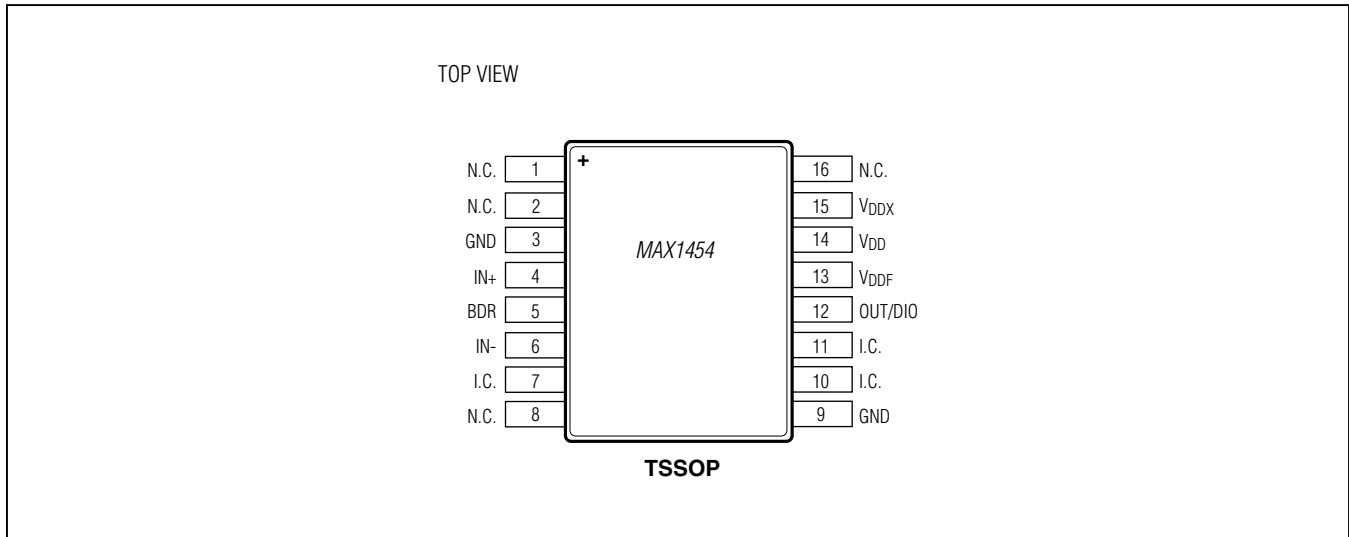 TOP VIEW
N.C. 1
N.C. 2
GND 3
IN+ 4
BDR 5
IN- 6
I.C. 7
N.C. 8
+
MAX1454
16 N.C.
15 VDDX
14 VDD
13 VDDF
12 OUT/DIO
11 I.C.
10 I.C.
9 GND
TSSOP